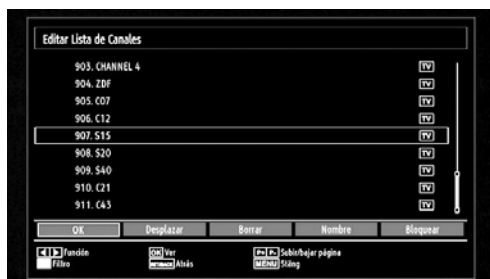 Editar Lista de Canales
903. CHANNEL 4 TV
904. ZDF TV
905. C07 TV
906. C12 TV
907. S15 TV
908. S20 TV
909. S40 TV
910. C21 TV
911. C43 TV
OK Desplazar Borrar Nombre Bloquear
Función OK Ver P+ P- Subir/bajar página
Filtro Atrás MENU Stäng